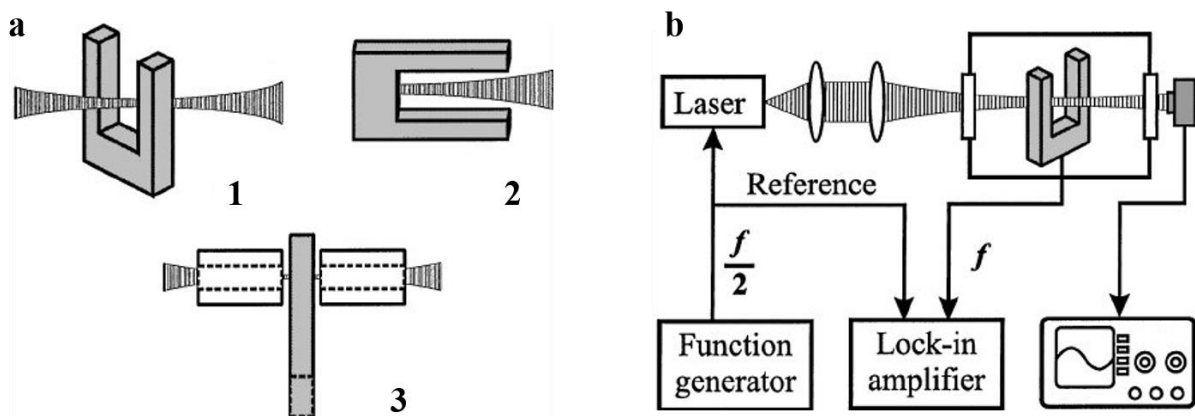 a
1
2
3
b
Laser
Reference
f
2
f
Function
generator
Lock-in
amplifier